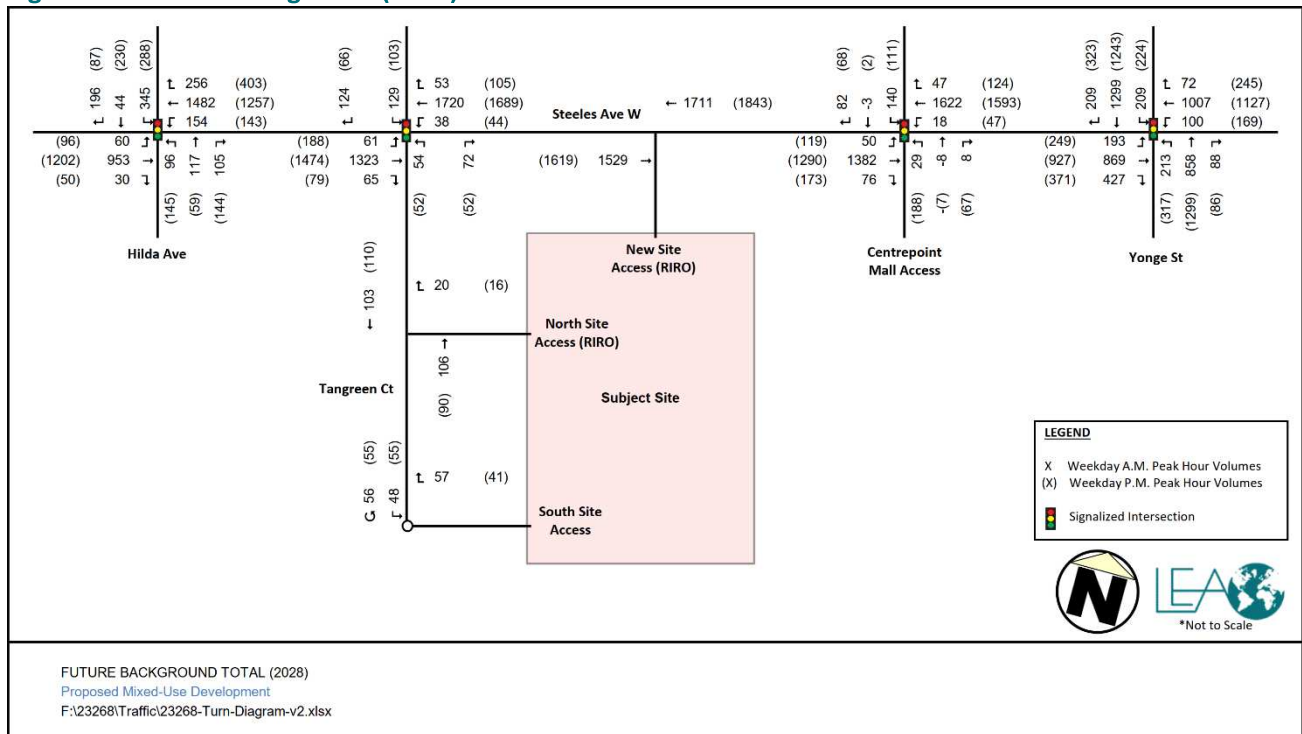 (87) (230) (288)
196 44 345
256 (403)
1482 (1257)
154 (143)
(96) 60
(1202) 953
(50) 30
96 117 105
(145) (59) (144)
Hilda Ave
(66) (103)
124 129
53 (105)
1720 (1689)
38 (44)
(188) 61
(1474) 1323
(79) 65
54 72
(52) (52)
Steeles Ave W
1711 (1843)
(1619) 1529
(68) (2) (111)
82 -3 140
47 (124)
1622 (1593)
18 (47)
(119) 50
(1290) 1382
(173) 76
29 -8 8
(188) -(7) (67)
Centrepoint
Mall Access
(323) (1243) (224)
209 1299 209
72 (245)
1007 (1127)
100 (169)
(249) 193
(927) 869
(371) 427
213 858 88
(317) (1299) (86)
Yonge St
New Site
Access (RIRO)
103 (110)
20 (16)
North Site
Access (RIRO)
106
(90)
Tangreen Ct
Subject Site
(55) (55)
56 48
57 (41)
South Site
Access
LEGEND
X Weekday A.M. Peak Hour Volumes
(X) Weekday P.M. Peak Hour Volumes
Signalized Intersection
N
LEA
*Not to Scale
FUTURE BACKGROUND TOTAL (2028)
Proposed Mixed-Use Development
F:\23268\Traffic\23268-Turn-Diagram-v2.xlsx